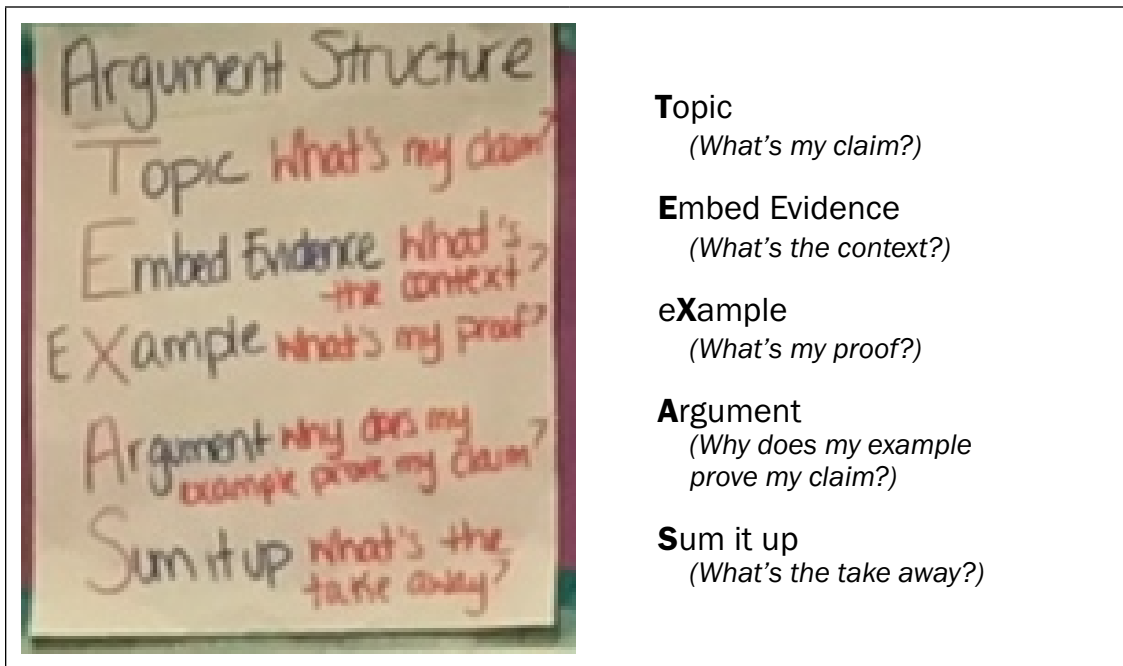 Argument Structure
Topic What's my claim?
Embed Evidence What's
the context?
EXample What's my proof?
Argument Why does my
example prove my claim?
Sum it up What's the
take away?
Topic
(What's my claim?)
Embed Evidence
(What's the context?)
eXample
(What's my proof?)
Argument
(Why does my example
prove my claim?)
Sum it up
(What's the take away?)